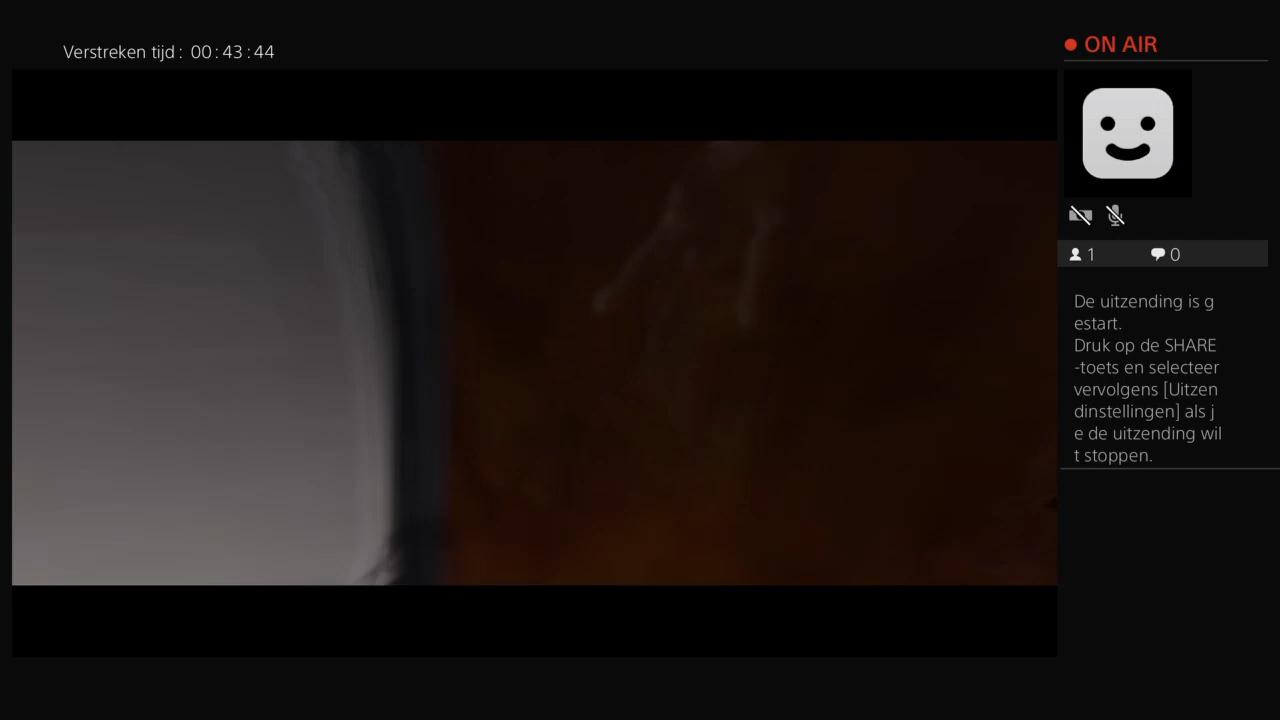 Verstreken tijd : 00 : 43 : 44
ON AIR
1
0
De uitzending is g
estart.
Druk op de SHARE
-toets en selecteer
vervolgens [Uitzen
dinstellingen] als j
e de uitzending wil
t stoppen.